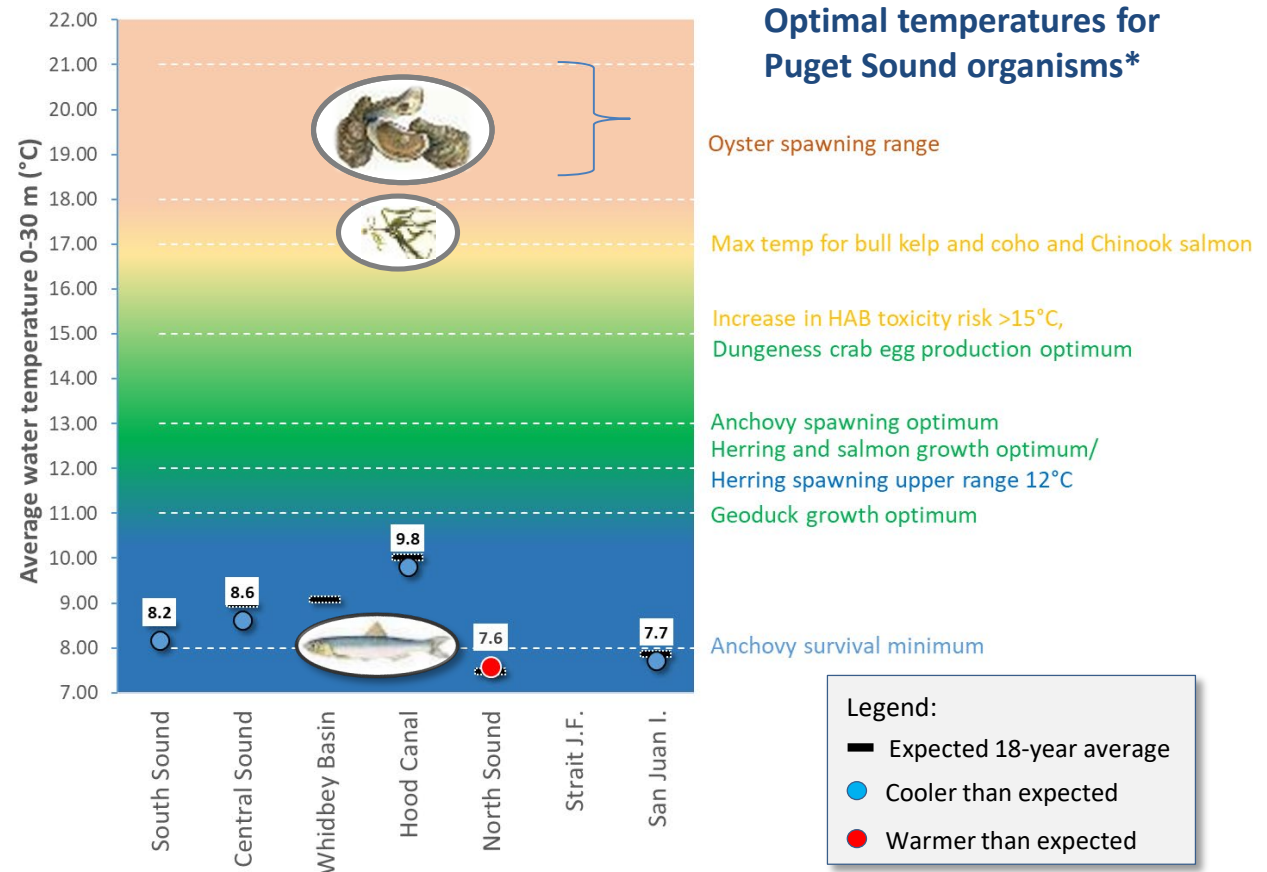 Optimal temperatures for
Puget Sound organisms*
Average water temperature 0-30 m (°C)
22.00
21.00
20.00
19.00
18.00
17.00
16.00
15.00
14.00
13.00
12.00
11.00
10.00
9.00
8.00
7.00
8.2
8.6
9.8
7.6
7.7
South Sound
Central Sound
Whidbey Basin
Hood Canal
North Sound
Strait J.F.
San Juan I.
Oyster spawning range
Max temp for bull kelp and coho and Chinook salmon
Increase in HAB toxicity risk >15°C,
Dungeness crab egg production optimum
Anchovy spawning optimum
Herring and salmon growth optimum/
Herring spawning upper range 12°C
Geoduck growth optimum
Anchovy survival minimum
Legend:
Expected 18-year average
Cooler than expected
Warmer than expected